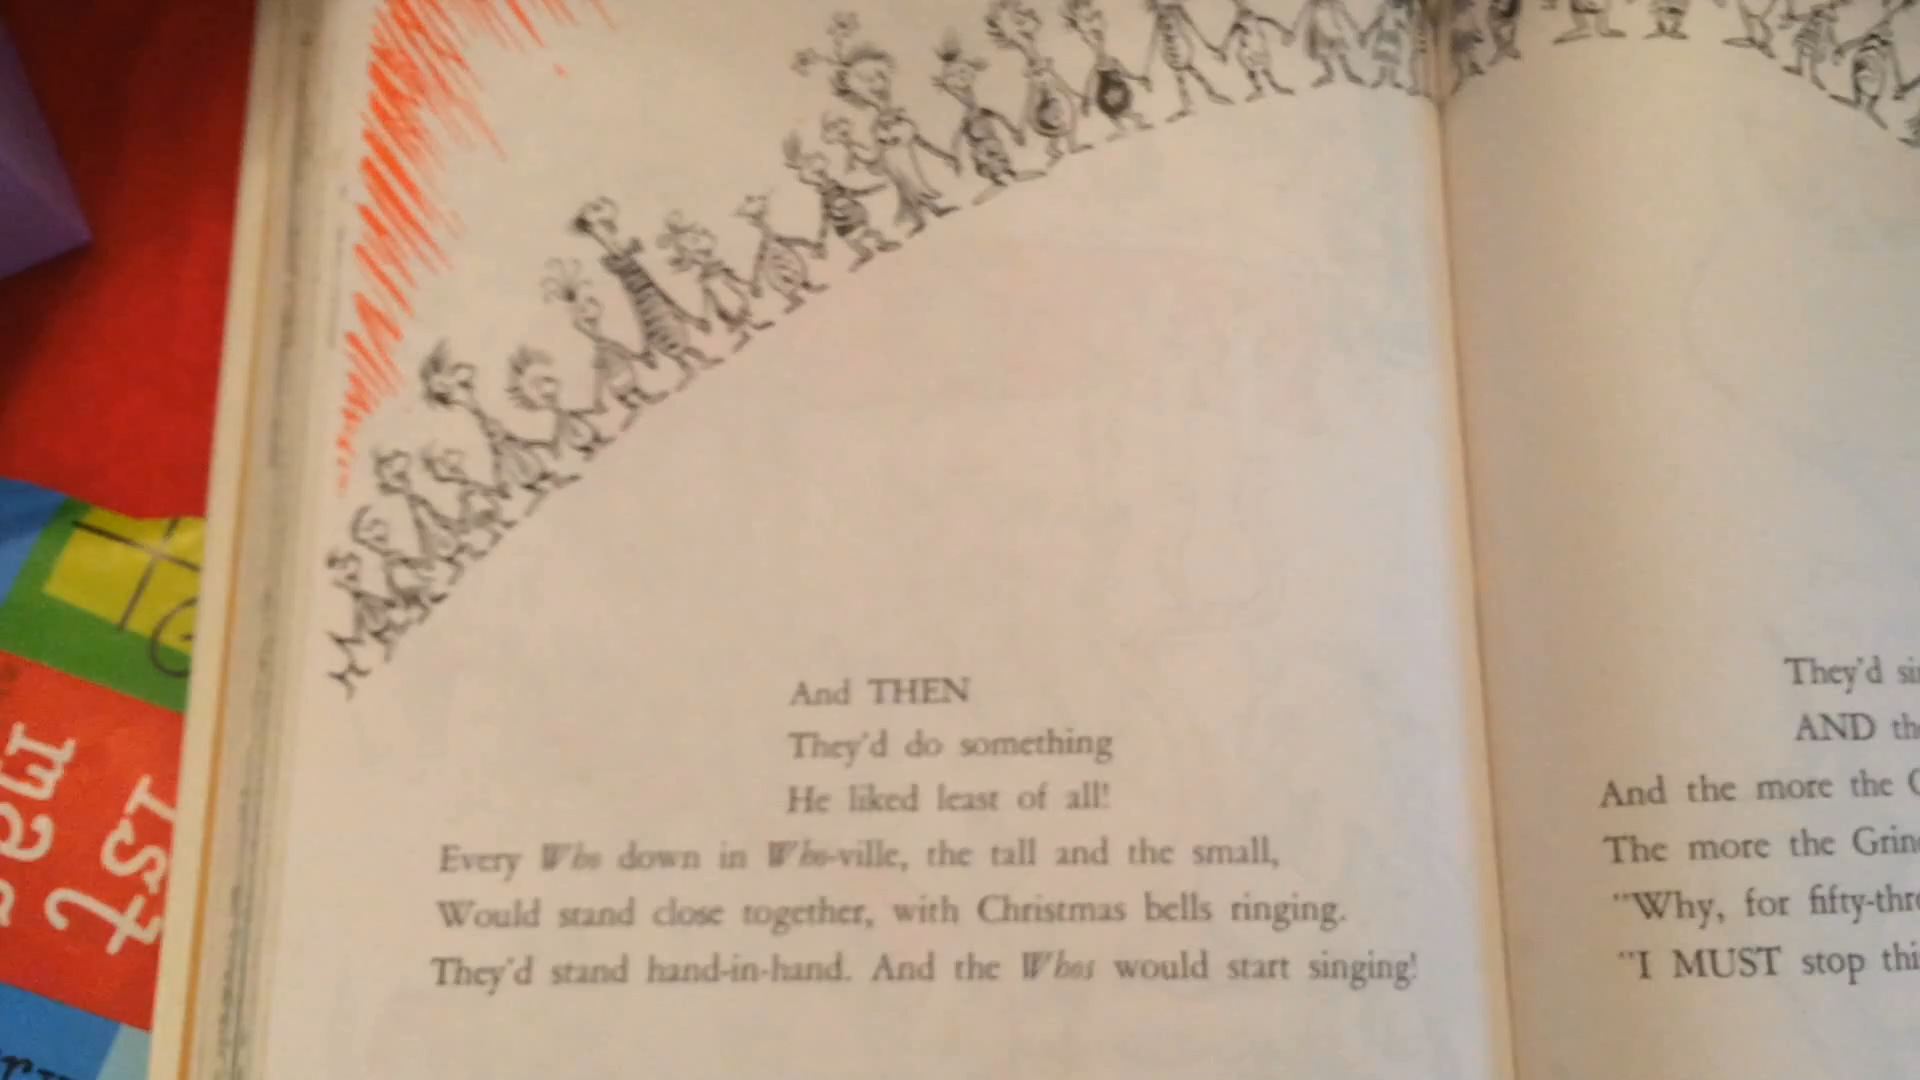 And THEN
They'd do something
He liked least of all!
Every Who down in Who-ville, the tall and the small,
Would stand close together, with Christmas bells ringing.
They'd stand hand-in-hand. And the Whos would start singing!
They'd
AND
And the more the
The more the
"Why, for
"I MUST stop